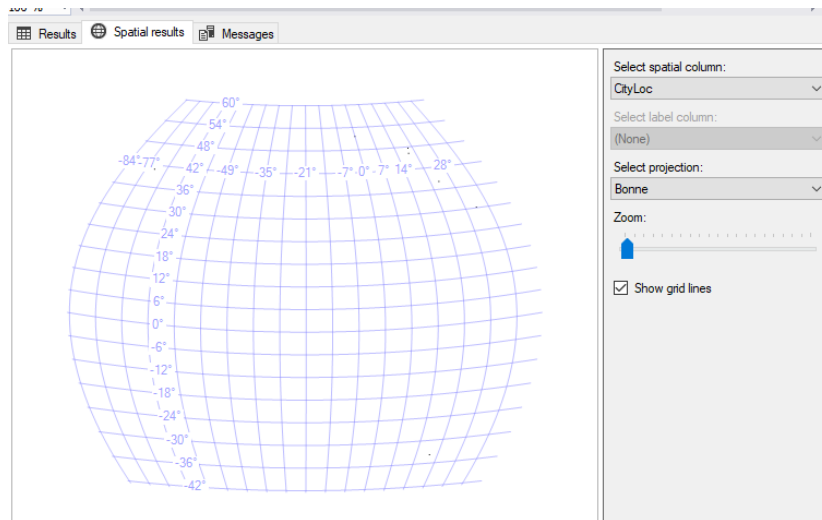 Results Spatial results Messages
Select spatial column:
CityLoc
Select label column:
(None)
Select projection:
Bonne
Zoom:
Show grid lines
60°
54°
48°
-84° -77° 42° -49° -35° -21° -7° 0° 7° 14° 28°
36°
30°
24°
18°
12°
6°
0°
-6°
-12°
-18°
-24°
-30°
-36°
-42°